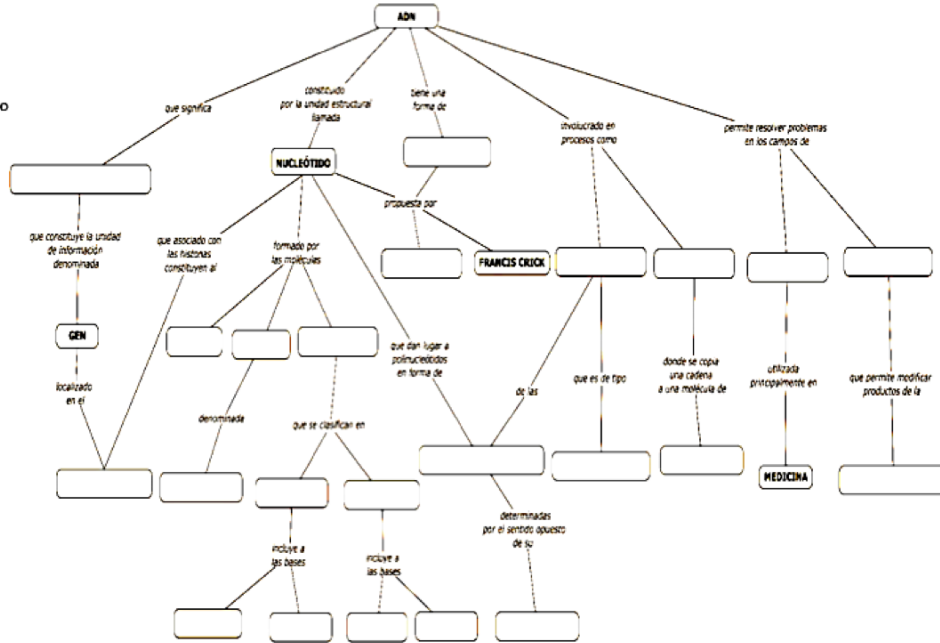 ADN
o
que significa
constituido
por la unidad estructural
llamada
tiene una
forma de
involucrado en
procesos como
permite resolver problemas
en los campos de
NUCLEÓTIDO
propuesta por
que constituye la unidad
de información
denominada
que asociado con
las histonas
constituyen al
formado por
las moléculas
FRANCIS CRICK
GEN
que dan lugar a
polinucleótidos
en forma de
localizado
en el
denominada
que se clasifican en
de las
que es de tipo
donde se copia
una cadena
a una molécula de
utilizada
principalmente en
que permite modificar
productos de la
MEDICINA
incluye a
las bases
incluye a
las bases
determinadas
por el sentido opuesto
de su